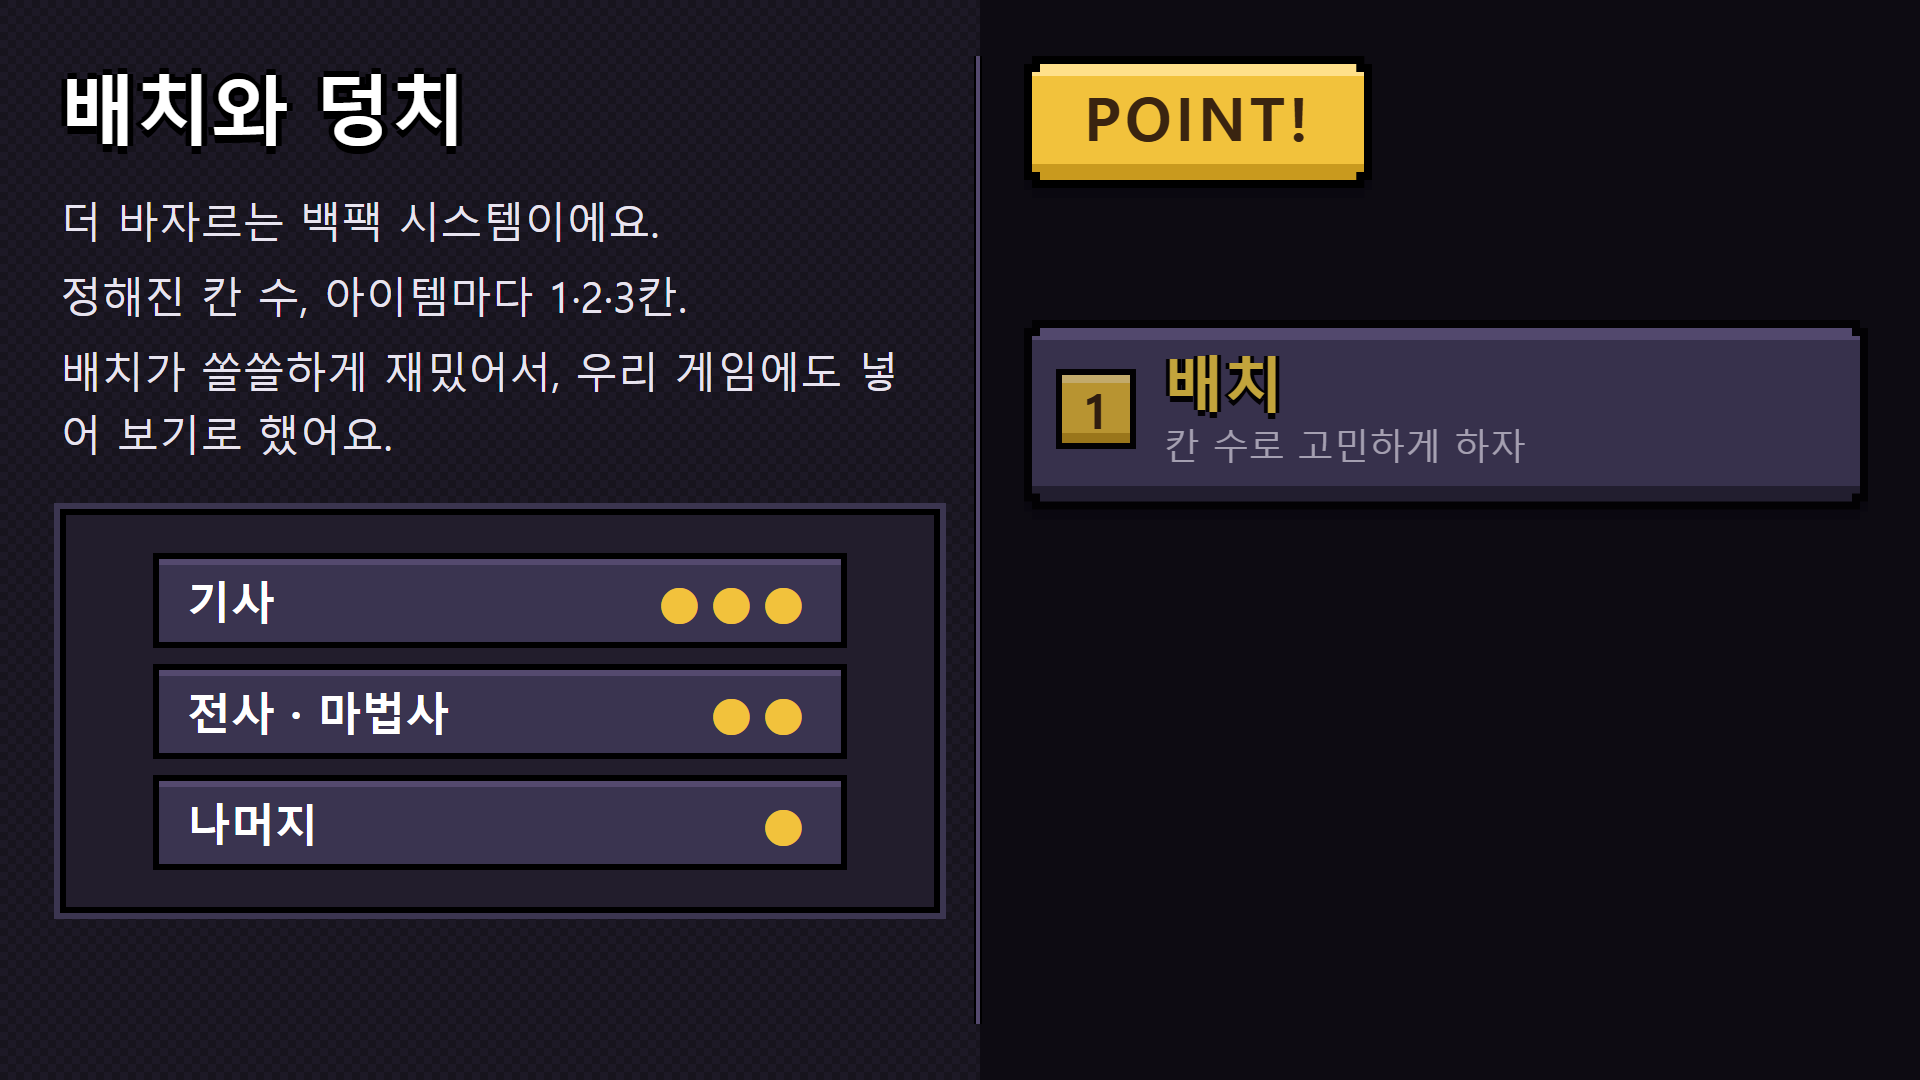 배치와 덩치
더 바자르는 백팩 시스템이에요.
정해진 칸 수, 아이템마다 1·2·3칸.
배치가 쏠쏠하게 재밌어서, 우리 게임에도 넣
어 보기로 했어요.
기사
전사 · 마법사
나머지
POINT!
1
배치
칸 수로 고민하게 하자